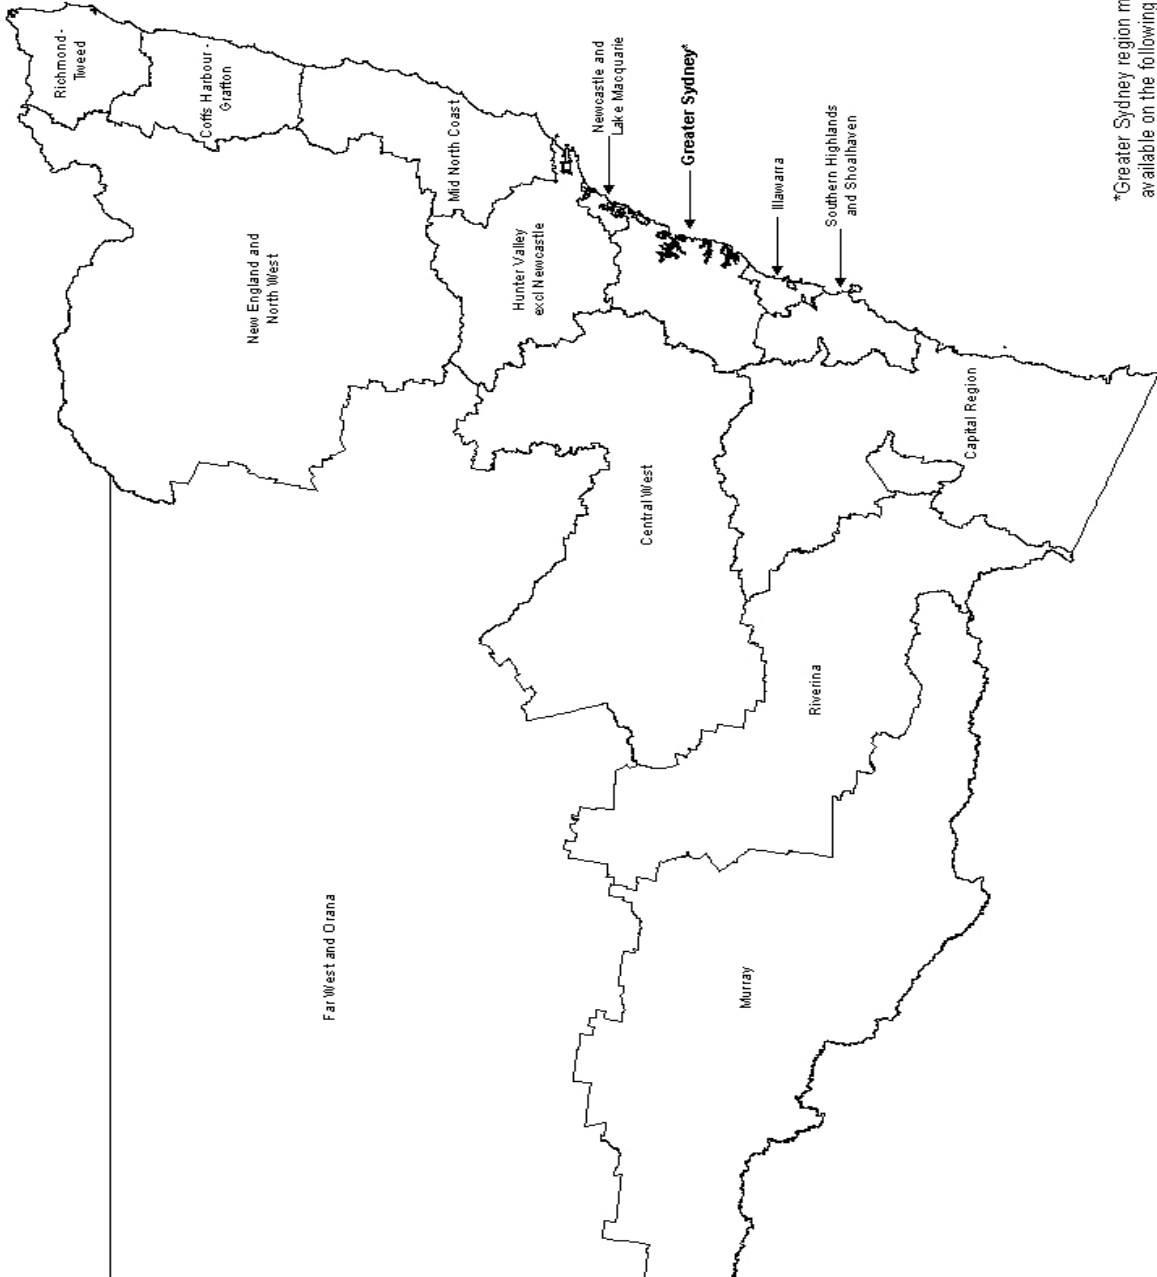 Richmond-
Tweed
Coffs Harbour -
Grafton
Mid North Coast
New England and
North West
Hunter Valley
excl Newcastle
Newcastle and
Lake Macquarie
Greater Sydney*
Illawarra
Southern Highlands
and Shoalhaven
Capital Region
Central West
Riverina
Far West and Orana
Murray
*Greater Sydney region
available on the following